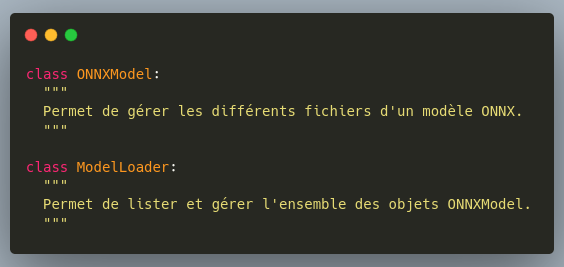 class ONNXModel:
"""
Permet de gérer les différents fichiers d'un modèle ONNX.
"""
class ModelLoader:
"""
Permet de lister et gérer l'ensemble des objets ONNXModel.
"""